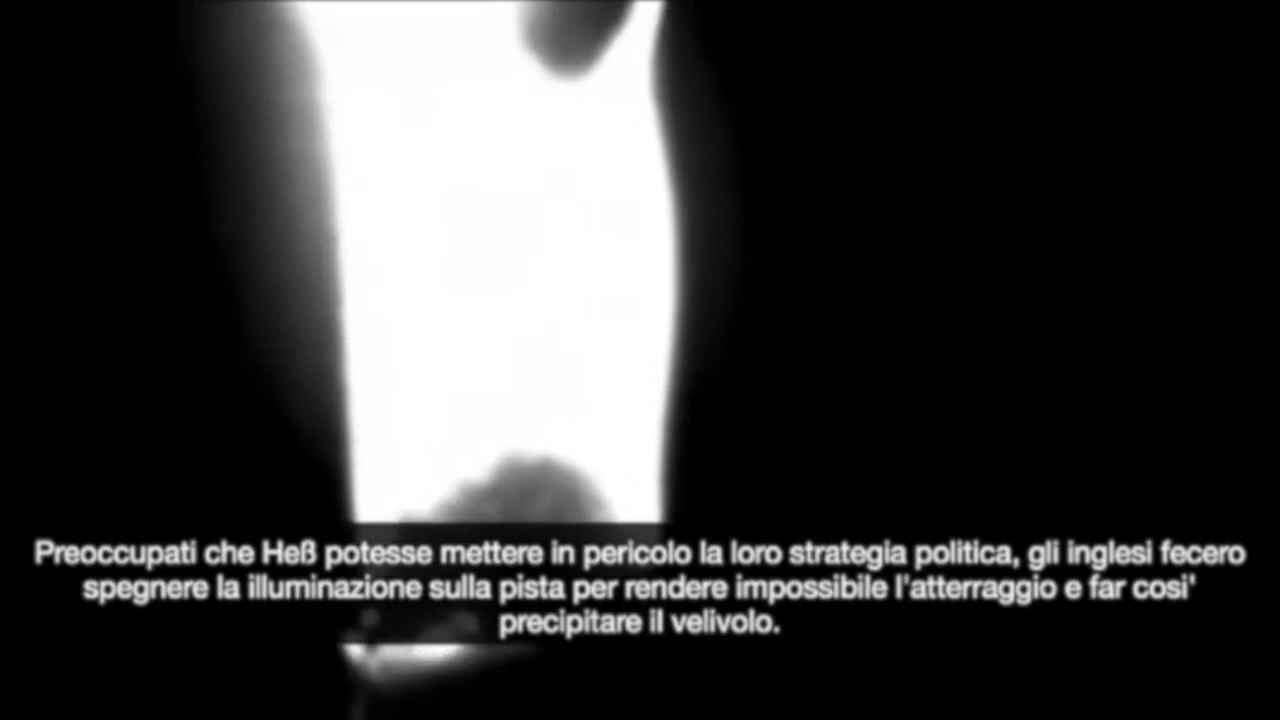 Preoccupati che Heß potesse mettere in pericolo la loro strategia politica, gli inglesi fecero
spegnere la illuminazione sulla pista per rendere impossibile l'atterraggio e far cosi'
precipitare il velivolo.